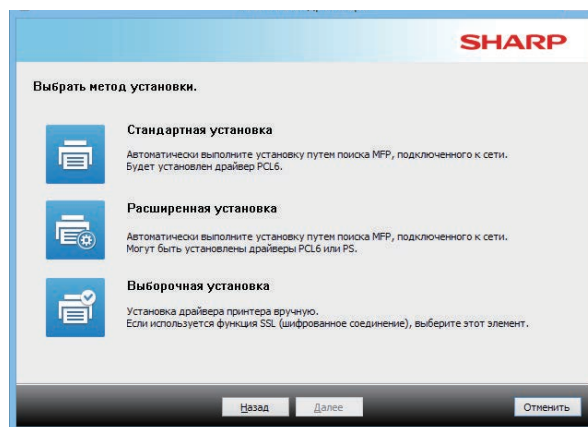 SHARP
Выбрать метод установки.
Стандартная установка
Автоматически выполните установку путем поиска MFP, подключенного к сети.
Будет установлен драйвер PCL6.
Расширенная установка
Автоматически выполните установку путем поиска MFP, подключенного к сети.
Могут быть установлены драйверы PCL6 или PS.
Выборочная установка
Установка драйвера принтера вручную.
Если используется функция SSL (шифрованное соединение), выберите этот элемент.
Назад
Далее
Отменить